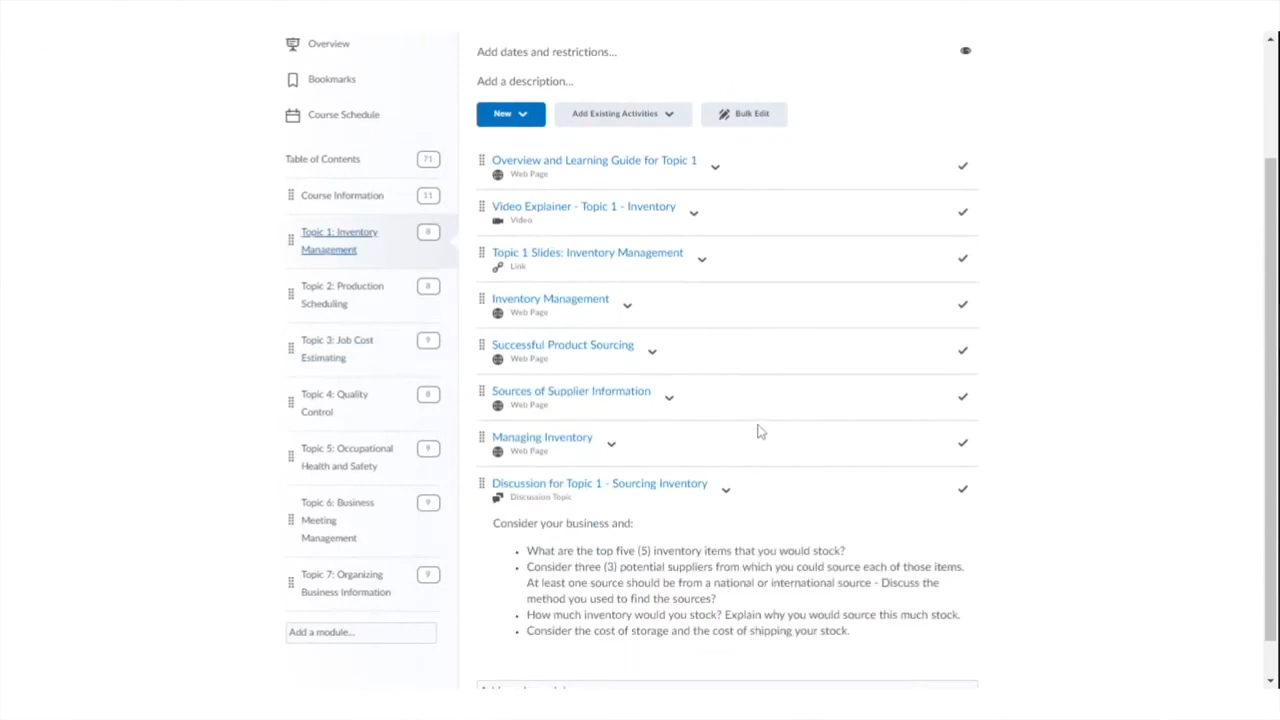 Overview
Bookmarks
Course Schedule
Table of Contents 71
Course Information 11
Topic 1: Inventory
Management
8
Topic 2: Production
Scheduling
8
Topic 3: Job Cost
Estimating
9
Topic 4: Quality
Control
8
Topic 5: Occupational
Health and Safety
9
Topic 6: Business
Meeting
Management
9
Topic 7: Organizing
Business Information
9
Add a module...
Add dates and restrictions...
Add a description...
New
Add Existing Activities
Bulk Edit
Overview and Learning Guide for Topic 1
Web Page
Video Explainer - Topic 1 - Inventory
Video
Topic 1 Slides: Inventory Management
Link
Inventory Management
Web Page
Successful Product Sourcing
Web Page
Sources of Supplier Information
Web Page
Managing Inventory
Web Page
Discussion for Topic 1 - Sourcing Inventory
Discussion Topic
Consider your business and:
• What are the top five (5) inventory items that you would stock?
• Consider three (3) potential suppliers from which you could source each of those items.
At least one source should be from a national or international source - Discuss the
method you used to find the sources?
• How much inventory would you stock? Explain why you would source this much stock.
• Consider the cost of storage and the cost of shipping your stock.